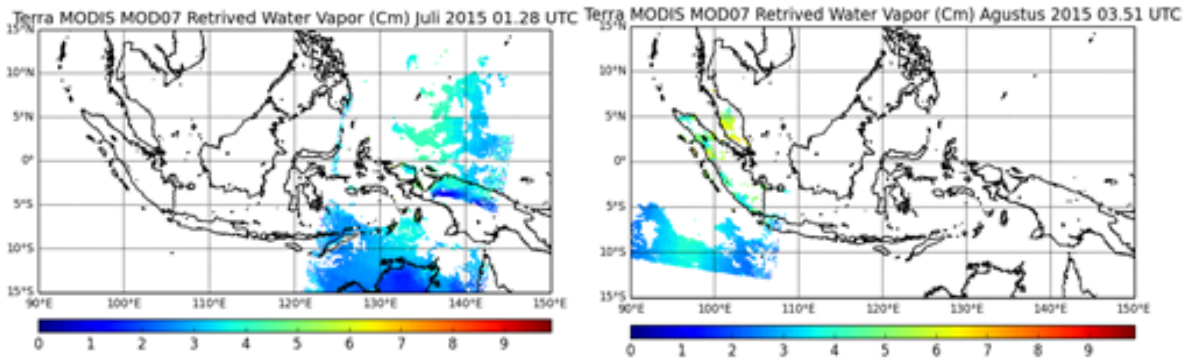 Terra MODIS MOD07 Retrived Water Vapor (Cm) Juli 2015 01.28 UTC
15°N
10°N
5°N
0°
5°S
10°S
15°S
90°E 100°E 110°E 120°E 130°E 140°E 150°E
0 1 2 3 4 5 6 7 8 9
Terra MODIS MOD07 Retrived Water Vapor (Cm) Agustus 2015 03.51 UTC
15°N
10°N
5°N
0°
5°S
10°S
15°S
90°E 100°E 110°E 120°E 130°E 140°E 150°E
0 1 2 3 4 5 6 7 8 9